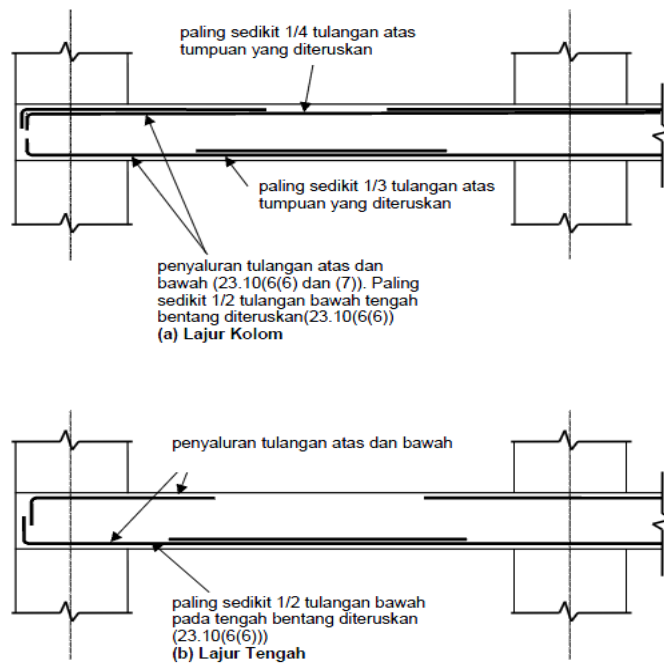 paling sedikit 1/4 tulangan atas
tumpuan yang diteruskan
paling sedikit 1/3 tulangan atas
tumpuan yang diteruskan
penyaluran tulangan atas dan
bawah (23.10(6(6) dan (7)). Paling
sedikit 1/2 tulangan bawah tengah
bentang diteruskan(23.10(6(6))
(a) Lajur Kolom
penyaluran tulangan atas dan bawah
paling sedikit 1/2 tulangan bawah
pada tengah bentang diteruskan
(23.10(6(6)))
(b) Lajur Tengah